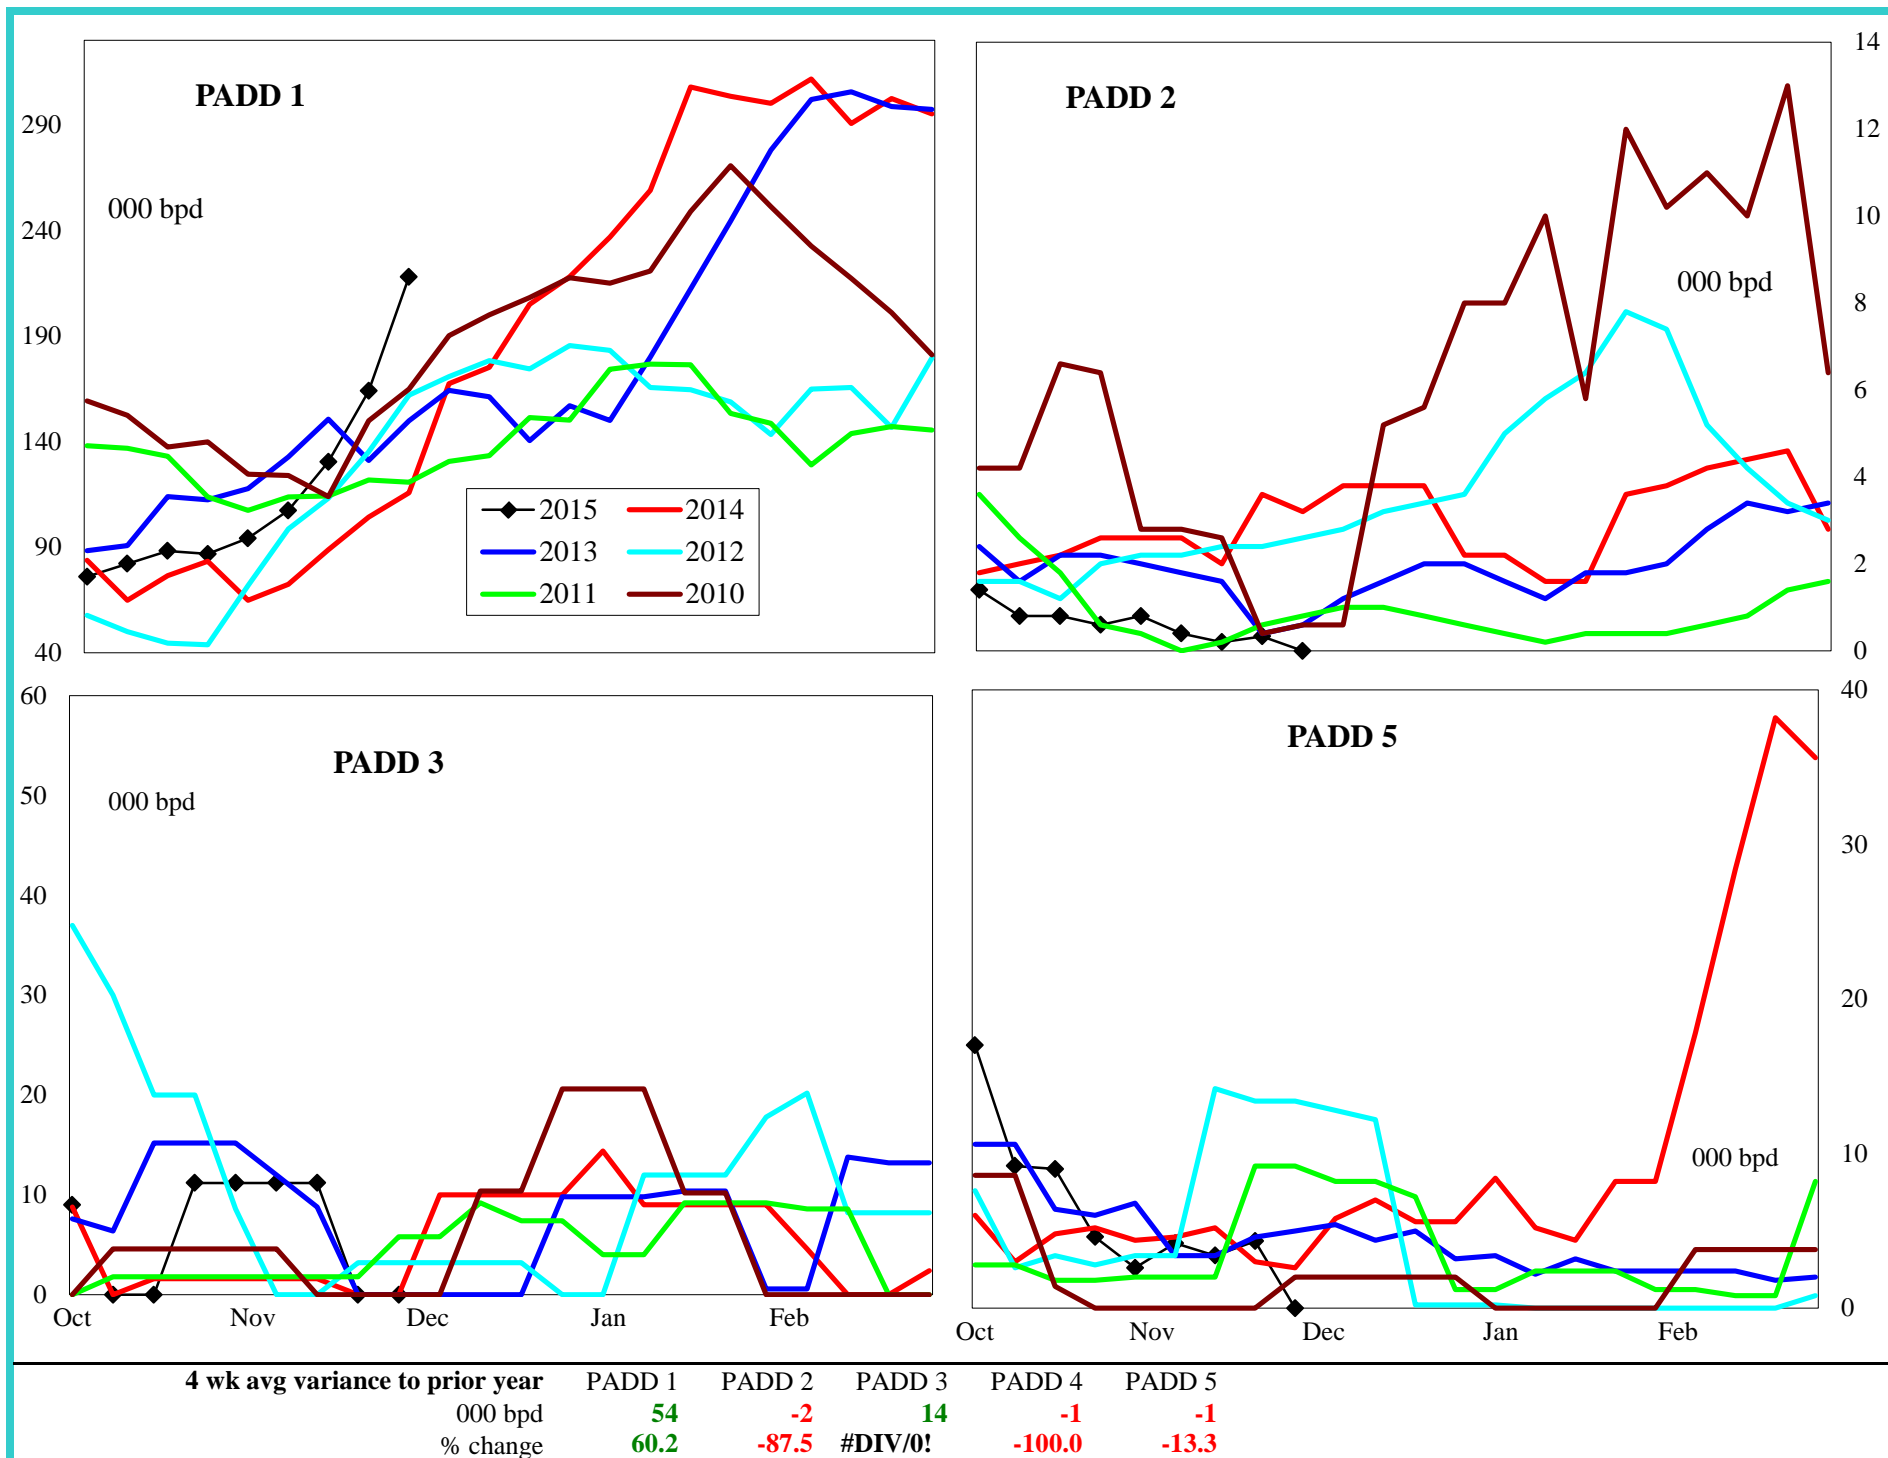 PADD 1
000 bpd
290
240
190
140
90
40
2015 2014
2013 2012
2011 2010
PADD 2
000 bpd
14
12
10
8
6
4
2
0
PADD 3
000 bpd
60
50
40
30
20
10
0
Oct Nov Dec Jan Feb
PADD 5
000 bpd
40
30
20
10
0
Oct Nov Dec Jan Feb
4 wk avg variance to prior year PADD 1 PADD 2 PADD 3 PADD 4 PADD 5
000 bpd 54 -2 14 -1 -1
% change 60.2 -87.5 #DIV/0! -100.0 -13.3